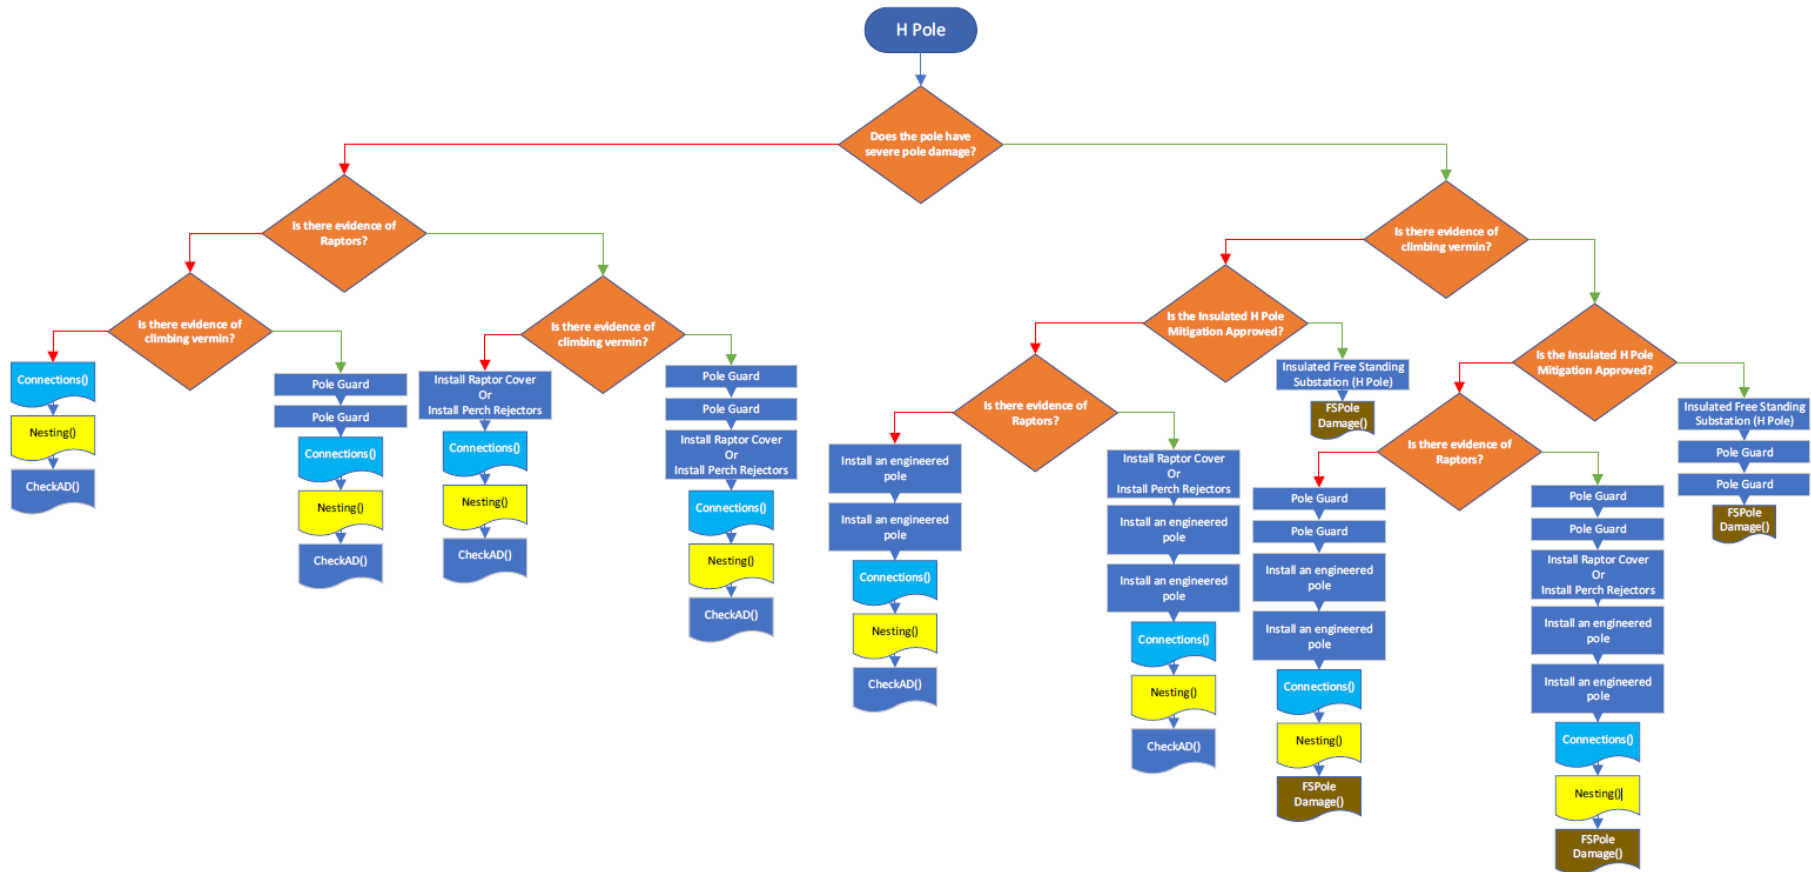 H Pole
Does the pole have
severe pole damage?
Is there evidence of
Raptors?
Is there evidence of
climbing vermin?
Connections()
Nesting()
CheckAD()
Pole Guard
Pole Guard
Connections()
Nesting()
CheckAD()
Is there evidence of
climbing vermin?
Install Raptor Cover
Or
Install Perch Rejectors
Connections()
Nesting()
CheckAD()
Pole Guard
Pole Guard
Install Raptor Cover
Or
Install Perch Rejectors
Connections()
Nesting()
CheckAD()
Is there evidence of
climbing vermin?
Is the Insulated H Pole
Mitigation Approved?
Is there evidence of
Raptors?
Install an engineered
pole
Install an engineered
pole
Connections()
Nesting()
CheckAD()
Install Raptor Cover
Or
Install Perch Rejectors
Install an engineered
pole
Install an engineered
pole
Connections()
Nesting()
CheckAD()
Insulated Free Standing
Substation (H Pole)
FSPole
Damage()
Is the Insulated H Pole
Mitigation Approved?
Is there evidence of
Raptors?
Pole Guard
Pole Guard
Install an engineered
pole
Install an engineered
pole
Connections()
Nesting()
FSPole
Damage()
Pole Guard
Pole Guard
Install Raptor Cover
Or
Install Perch Rejectors
Install an engineered
pole
Install an engineered
pole
Connections()
Nesting()
FSPole
Damage()
Insulated Free Standing
Substation (H Pole)
Pole Guard
Pole Guard
FSPole
Damage()